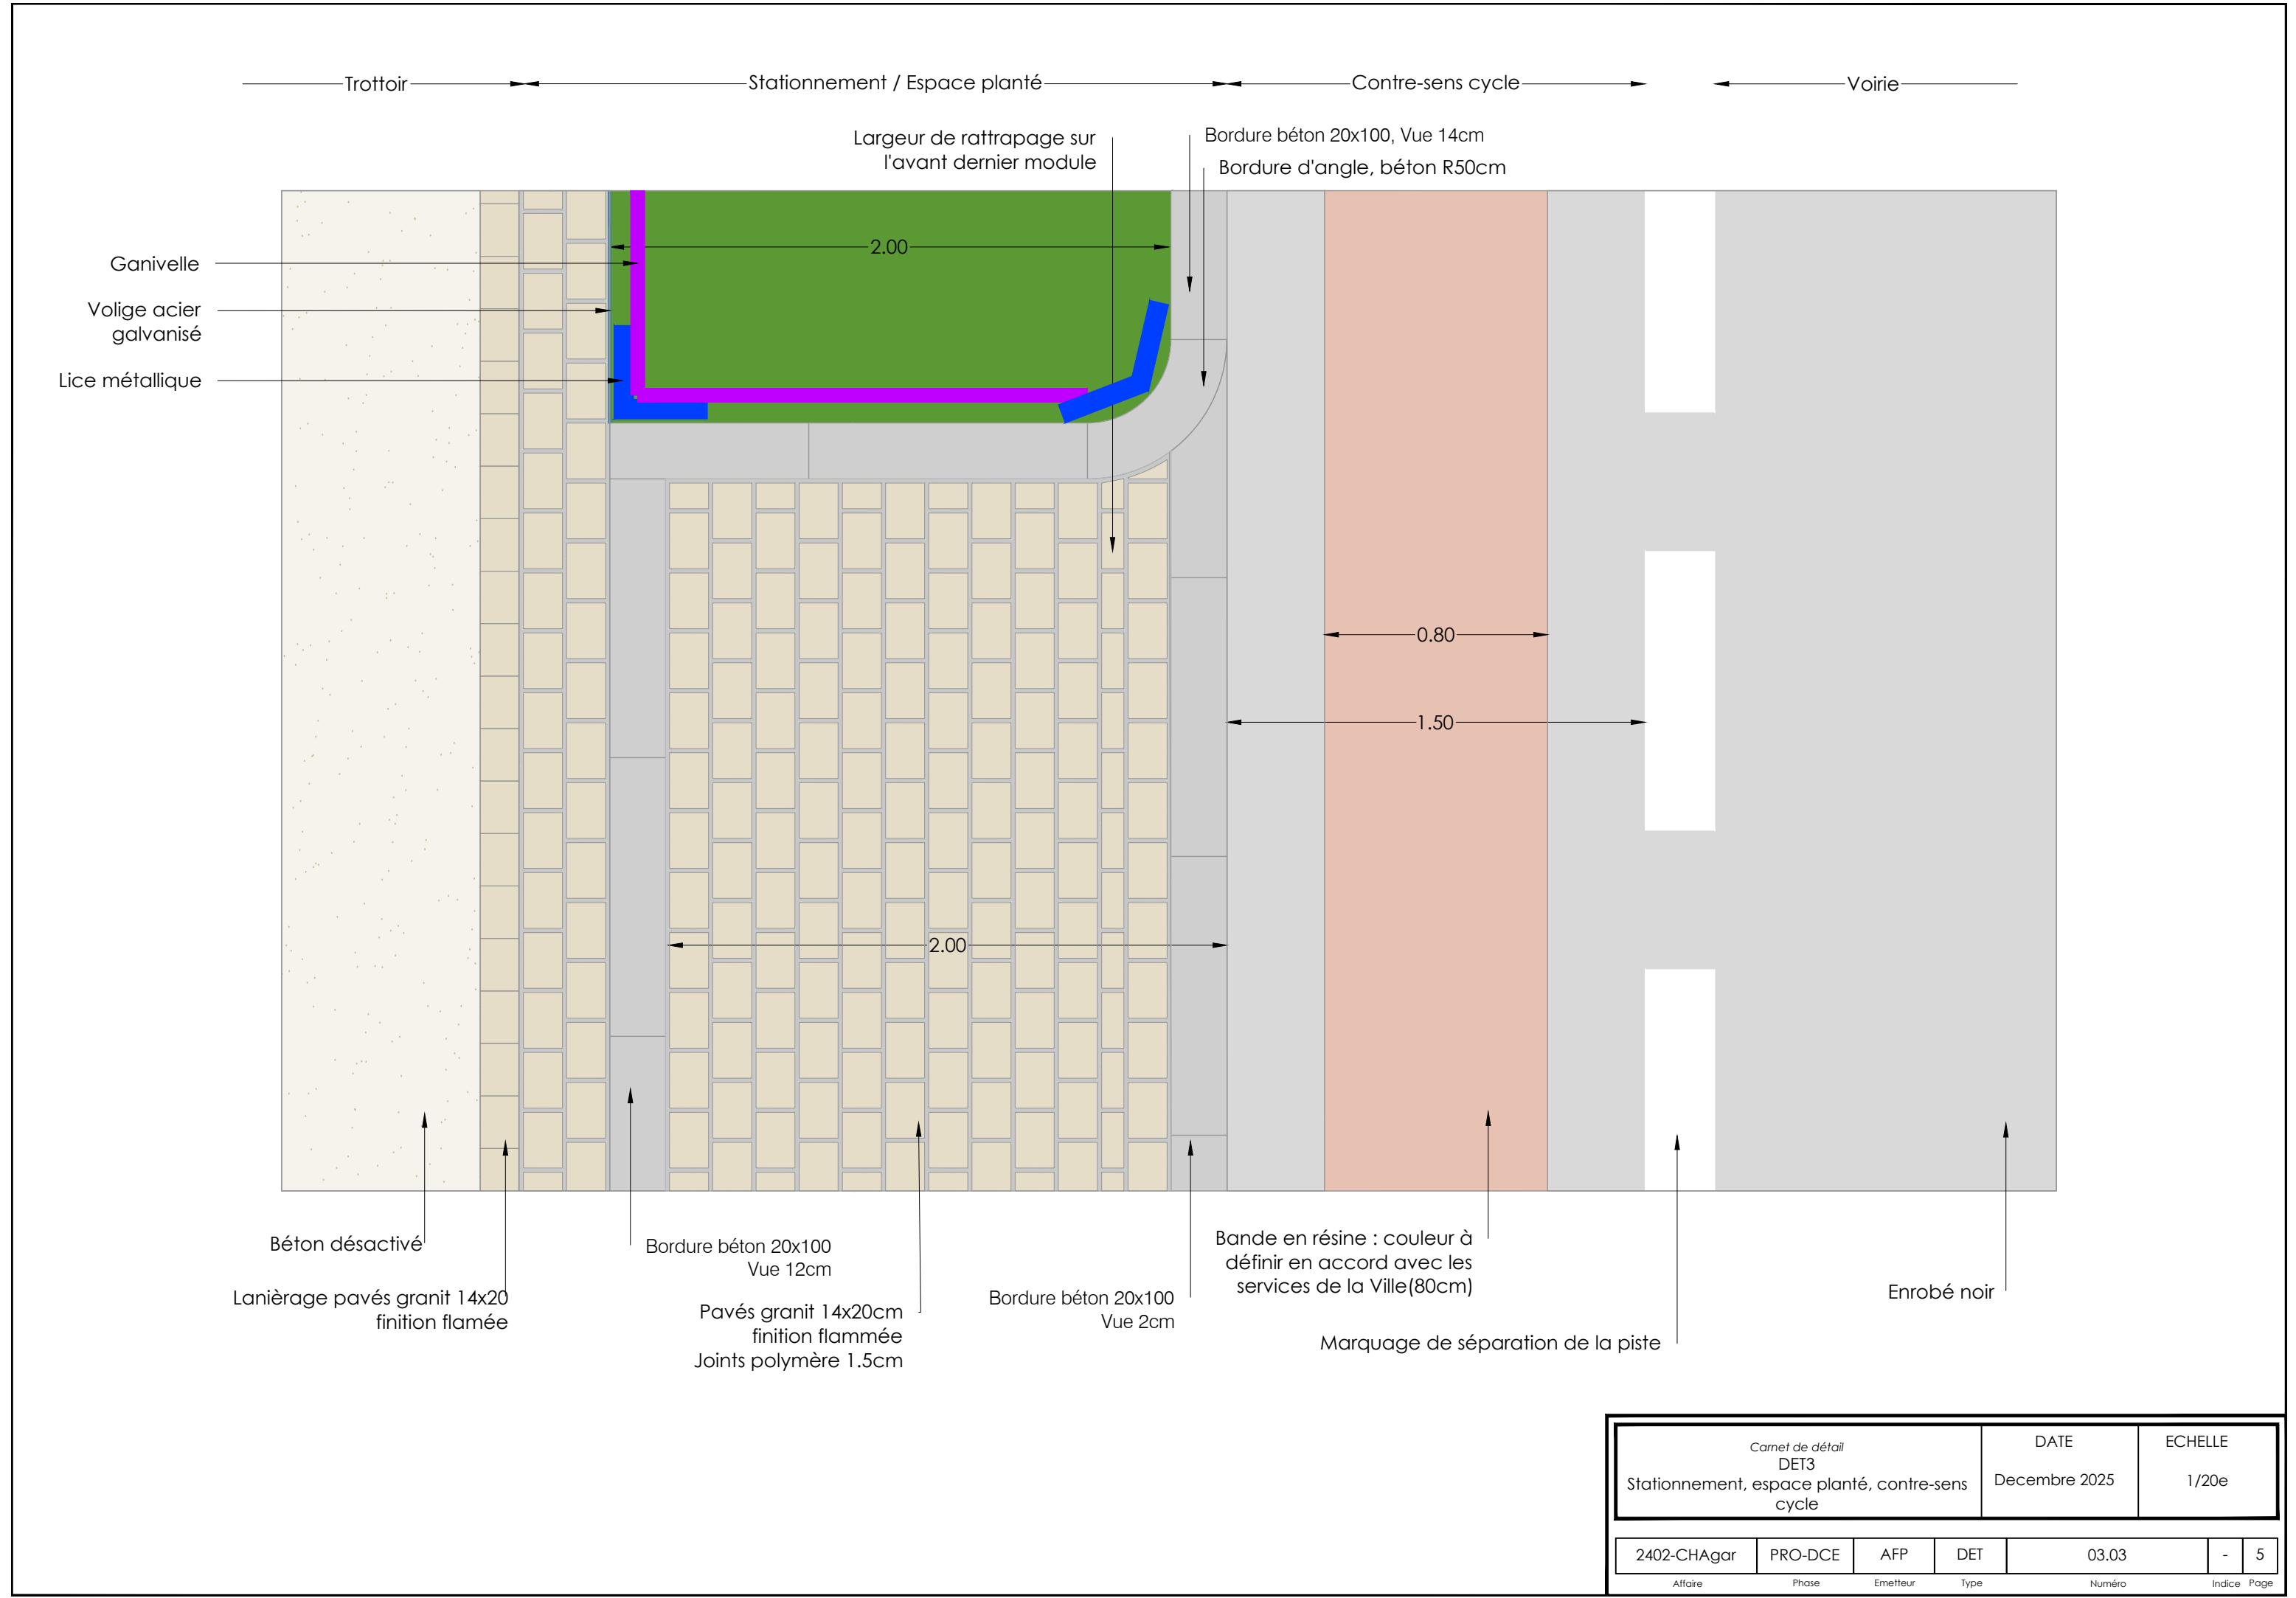 Trottoir
Stationnement / Espace planté
Contre-sens cycle
Voirie
Largeur de rattrapage sur
l'avant dernier module
Bordure béton 20x100, Vue 14cm
Bordure d'angle, béton R50cm
2.00
Ganivelle
Volige acier
galvanisé
Lice métallique
0.80
1.50
2.00
Béton désactivé
Lanièrage pavés granit 14x20
finition flamée
Bordure béton 20x100
Vue 12cm
Pavés granit 14x20cm
finition flammée
Joints polymère 1.5cm
Bordure béton 20x100
Vue 2cm
Bande en résine : couleur à
définir en accord avec les
services de la Ville(80cm)
Marquage de séparation de la piste
Enrobé noir
Carnet de détail
DET3
Stationnement, espace planté, contre-sens
cycle
DATE
Decembre 2025
ECHELLE
1/20e
2402-CHAgar PRO-DCE AFP DET 03.03 - 5
Affaire Phase Emetteur Type Numéro Indice Page